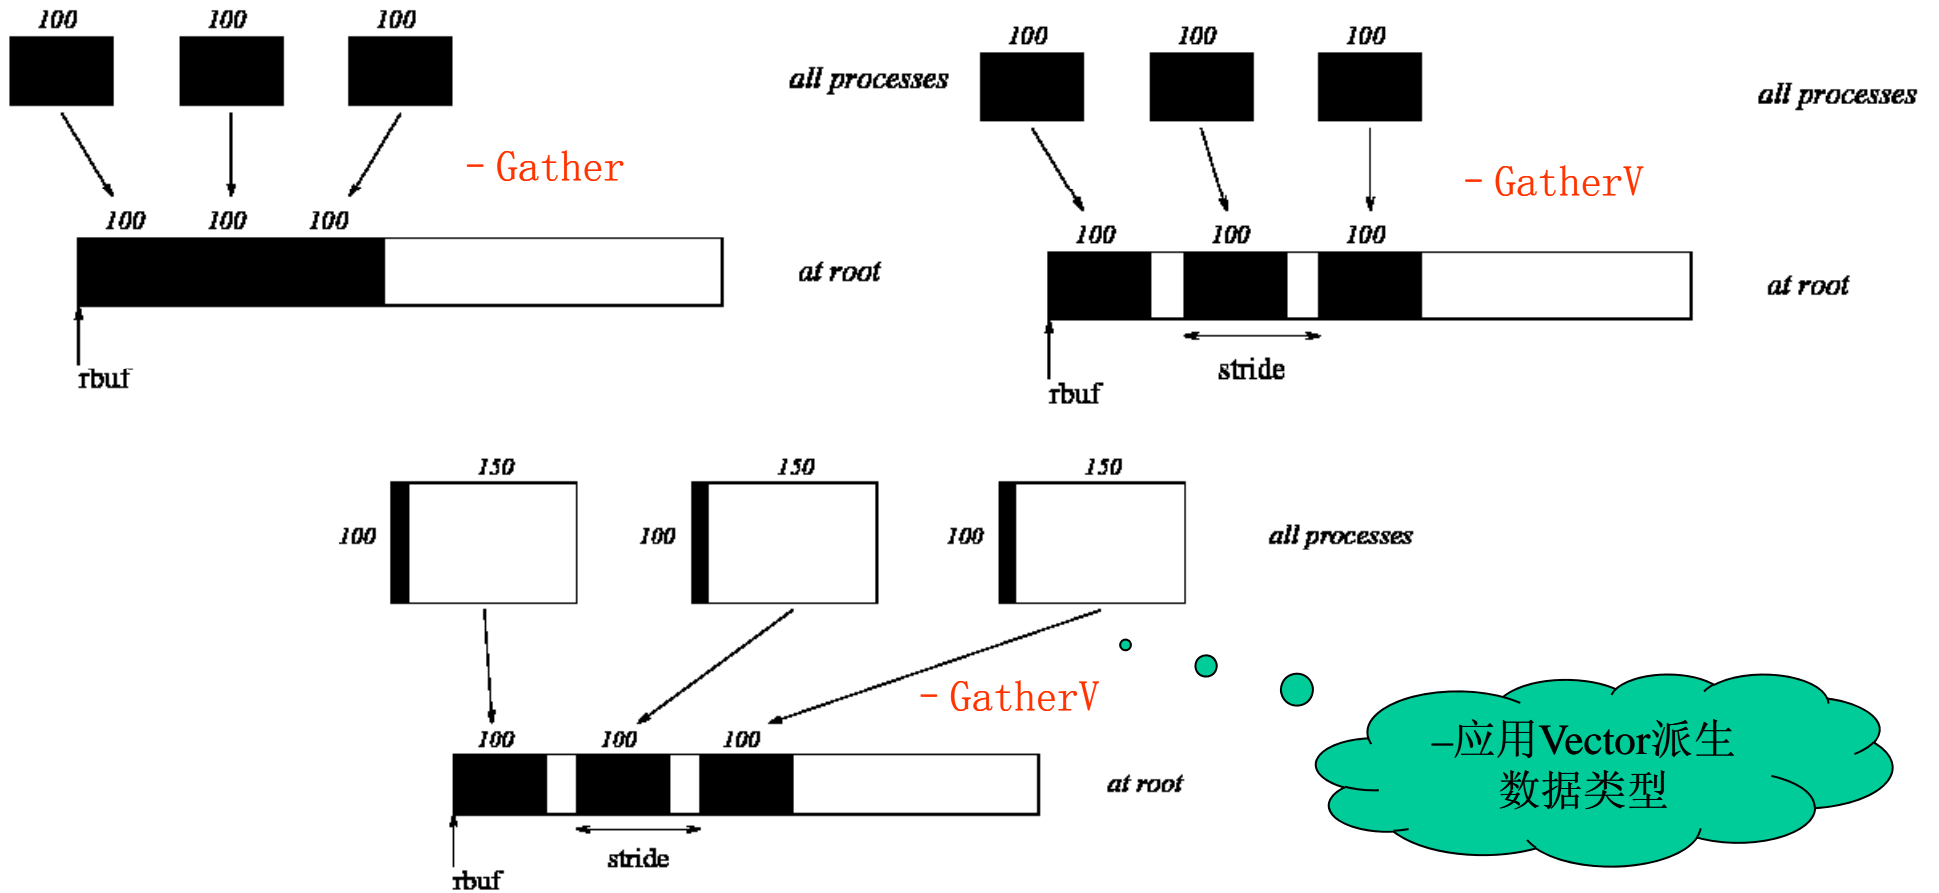 100 100 100
all processes
- Gather
100 100 100
at root
rbuf
100 100 100
all processes
- GatherV
100 100 100
at root
stride
rbuf
150 150 150
100 100 100
all processes
- GatherV
100 100 100
at root
stride
rbuf
–应用Vector派生
数据类型